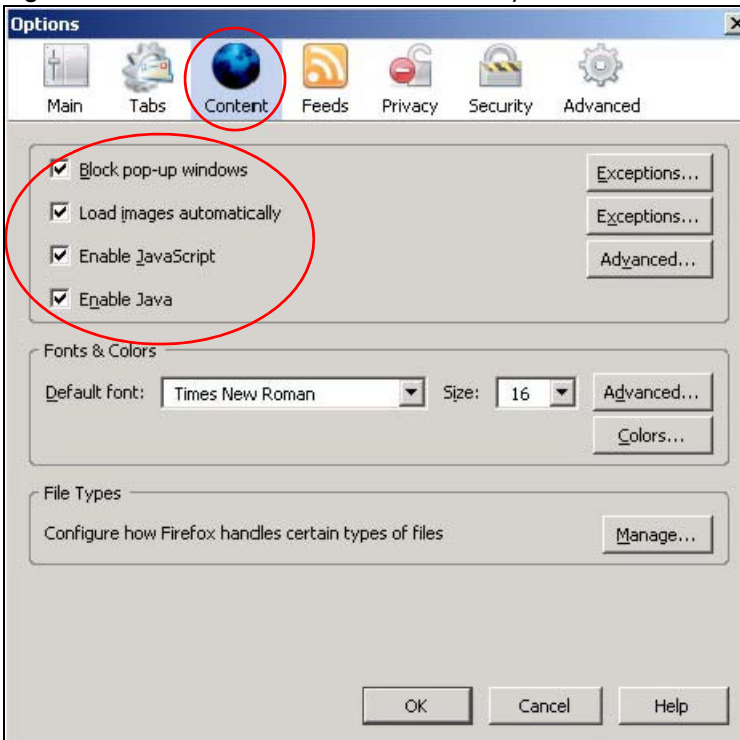 Options
Main Tabs Content Feeds Privacy Security Advanced
Block pop-up windows Exceptions...
Load images automatically Exceptions...
Enable JavaScript Advanced...
Enable Java
Fonts & Colors
Default font: Times New Roman Size: 16 Advanced...
Colors...
File Types
Configure how Firefox handles certain types of files Manage...
OK Cancel Help